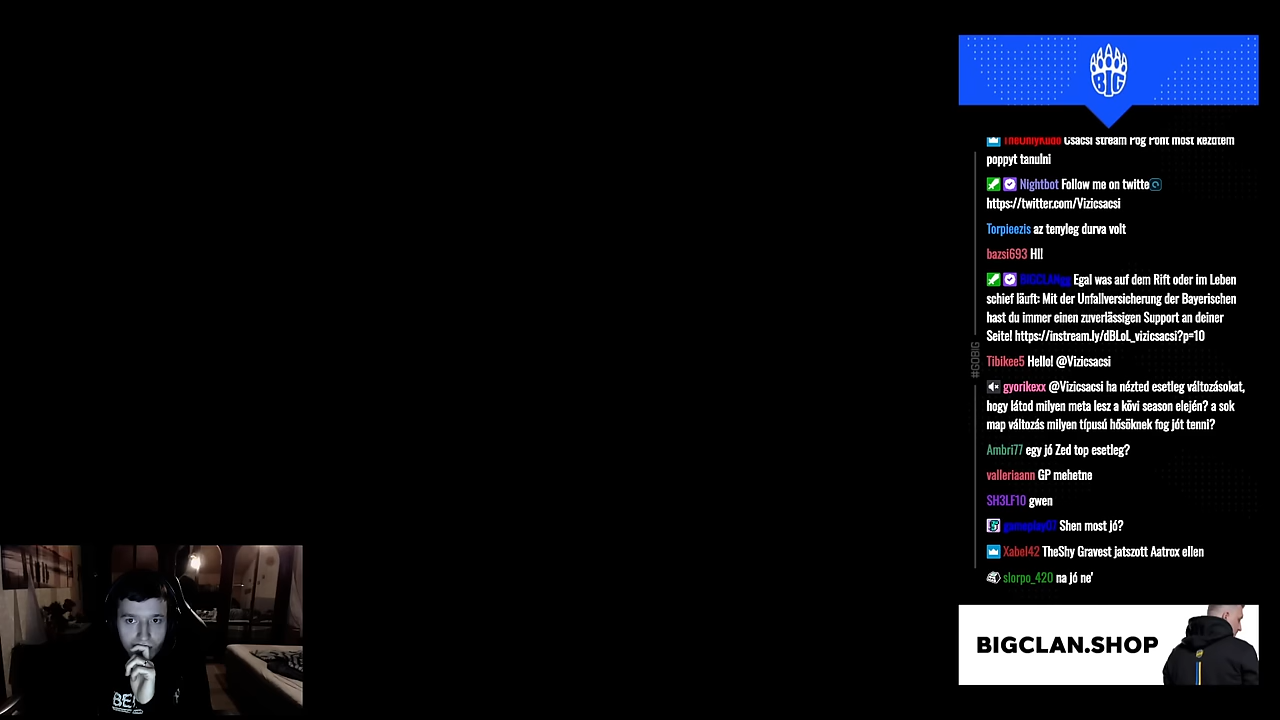 BIG
TheOnlyKudo Csacsi stream Pog Pont most kezdtem
poppyt tanulni
Nightbot Follow me on twitte
https://twitter.com/Vizicsacsi
Torpieezis az tenyleg durva volt
bazsi693 HI!
BIGCLANgg Egal was auf dem Rift oder im Leben
schief läuft: Mit der Unfallversicherung der Bayerischen
hast du immer einen zuverlässigen Support an deiner
Seite! https://instream.ly/dBLoL_vizicsacsi?p=10
#GOBIG
Tibikee5 Hello! @Vizicsacsi
gyorikexx @Vizicsacsi ha nézted esetleg változásokat,
hogy látod milyen meta lesz a kövi season elején? a sok
map változás milyen típusú hősöknek fog jót tenni?
Ambri77 egy jó Zed top esetleg?
valleriaann GP mehetne
SH3LF10 gwen
Shen most jó?
Xabel42 TheShy Gravest jatszott Aatrox ellen
slorpo_420 na jó ne'
BIGCLAN.SHOP